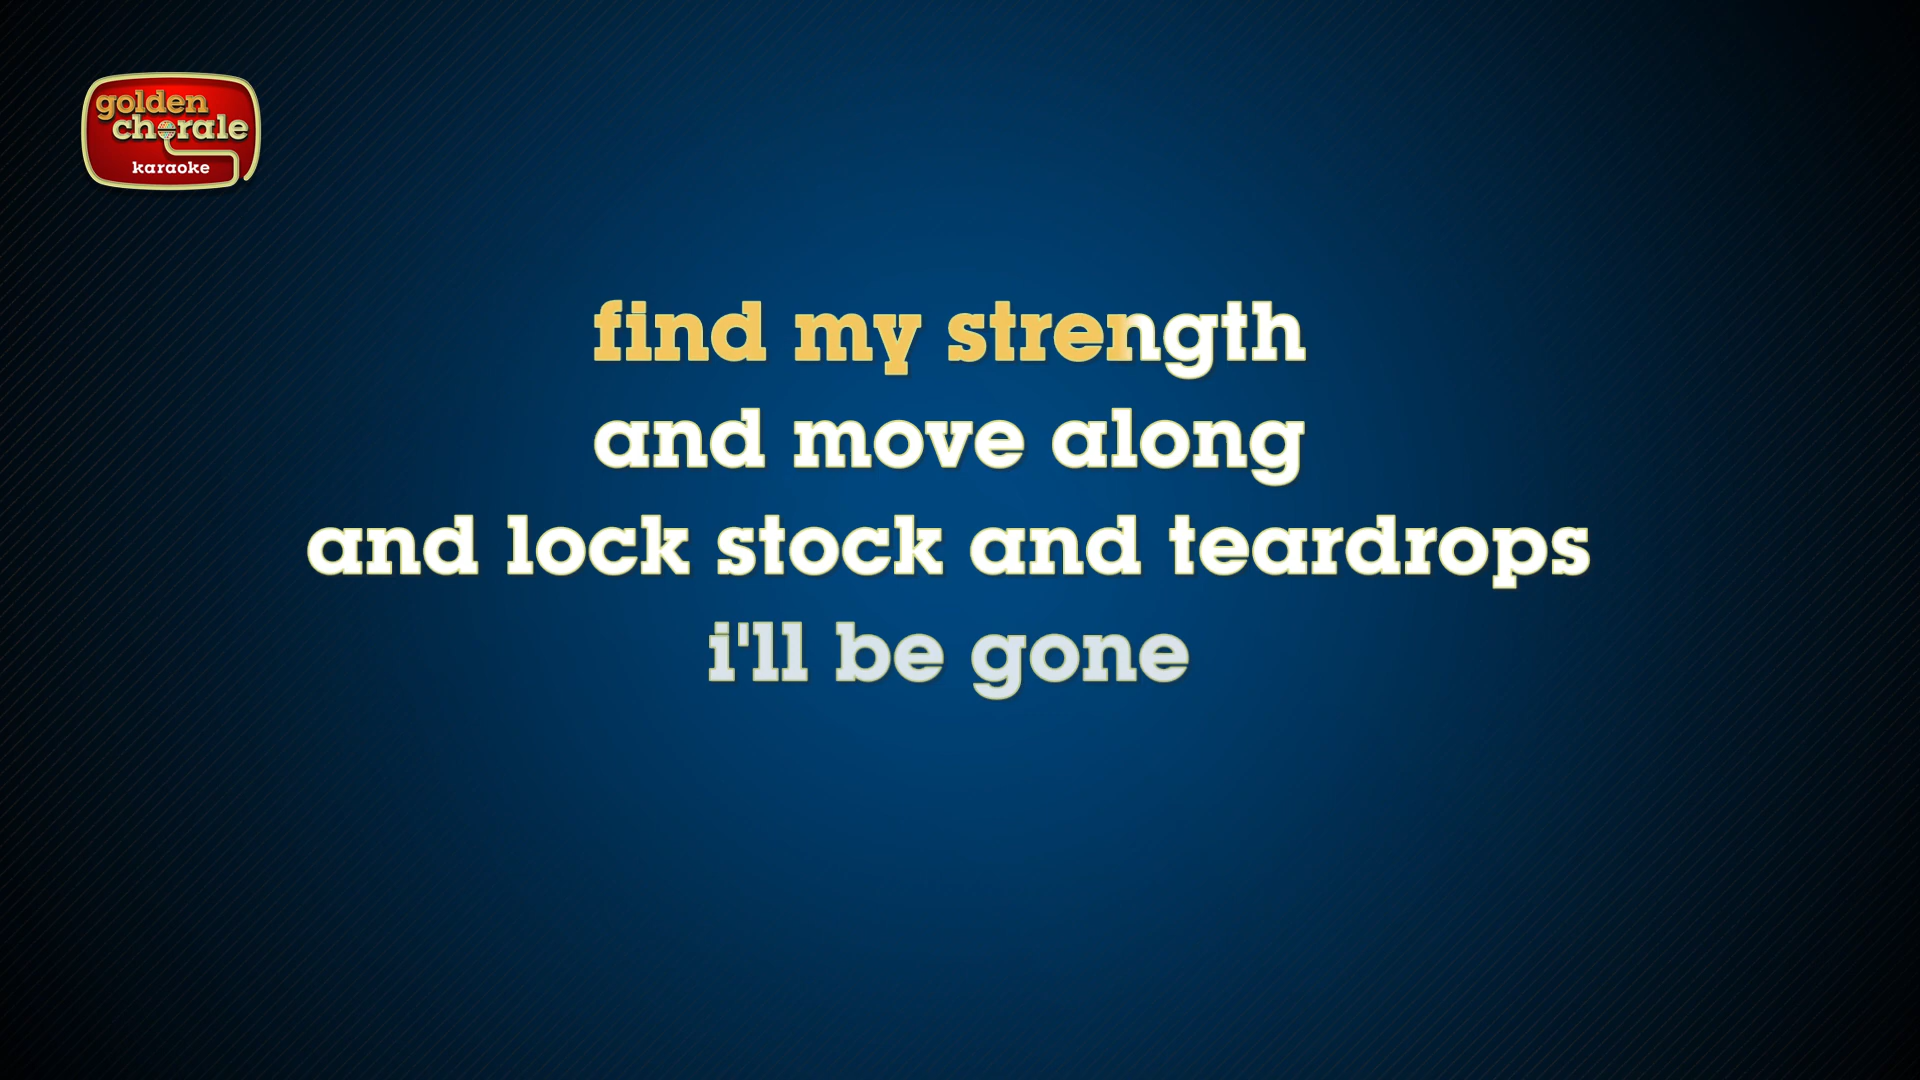 golden
chorale
karaoke
find my strength
and move along
and lock stock and teardrops
i'll be gone